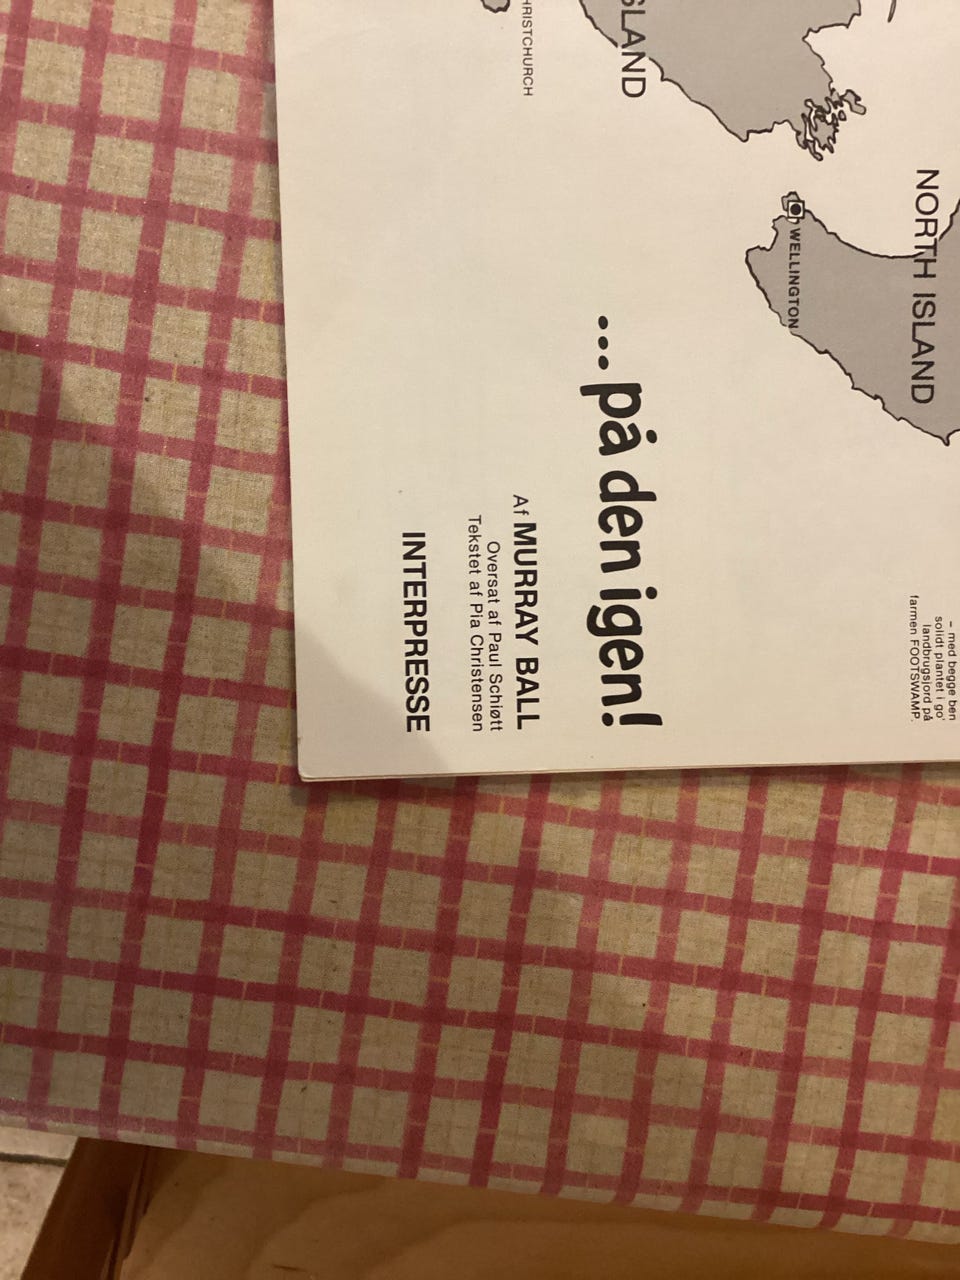 SLAND
HRISTCHURCH
NORTH ISLAND
WELLINGTON
– med begge ben
solidt plantet i go'
landbrugsjord på
farmen FOOTSWAMP.
... på den igen!
Af MURRAY BALL
Oversat af Paul Schiøtt
Tekstet af Pia Christensen
INTERPRESSE